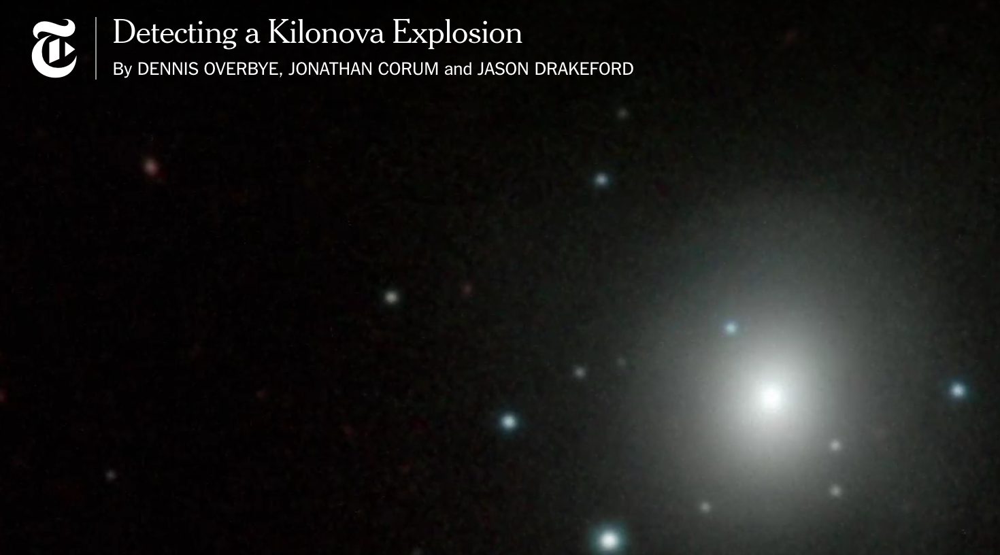 Detecting a Kilonova Explosion
By DENNIS OVERBYE, JONATHAN CORUM and JASON DRAKEFORD